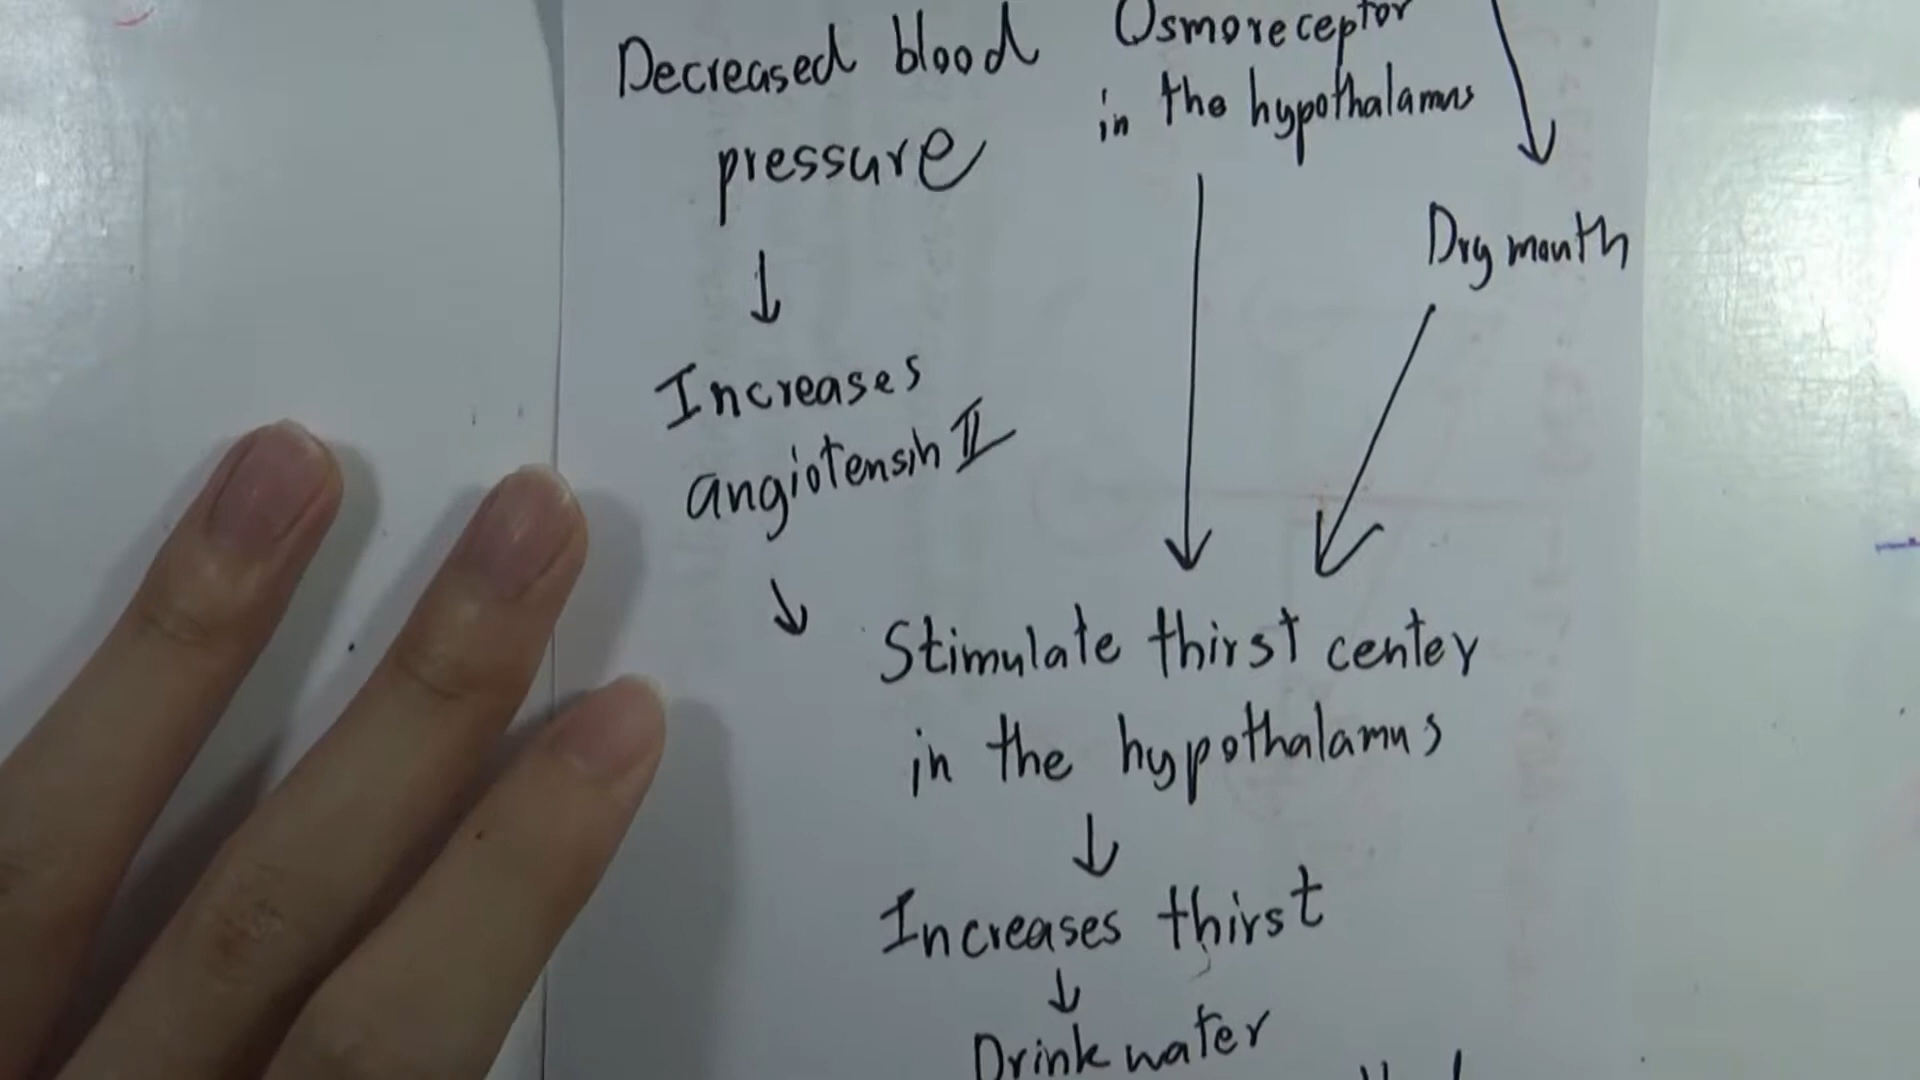 Decreased blood
pressure
Osmoreceptor
in the hypothalamus
Dry mouth
Increases
angiotensin II
Stimulate thirst center
in the hypothalamus
Increases thirst
Drink water